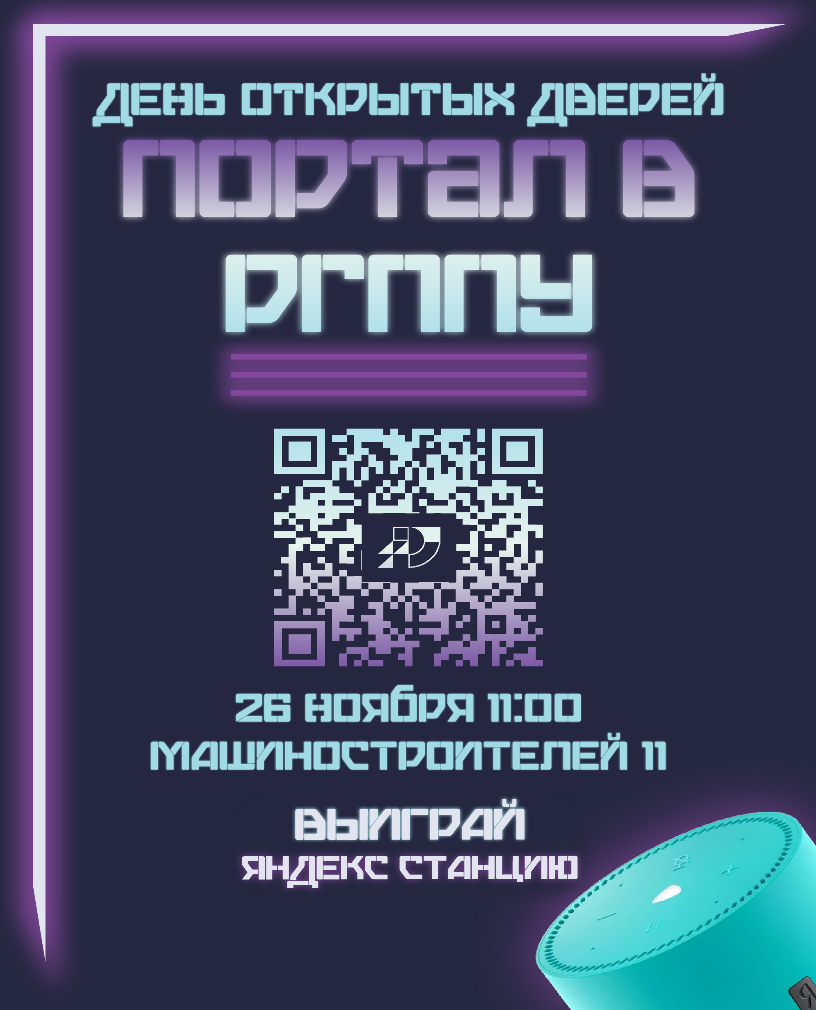 ДЕНЬ ОТКРЫТЫХ ДВЕРЕЙ
ПОРТАЛ В
РГППУ
26 НОЯБРЯ 11:00
МАШИНОСТРОИТЕЛЕЙ 11
ВЫИГРАЙ
ЯНДЕКС СТАНЦИЮ